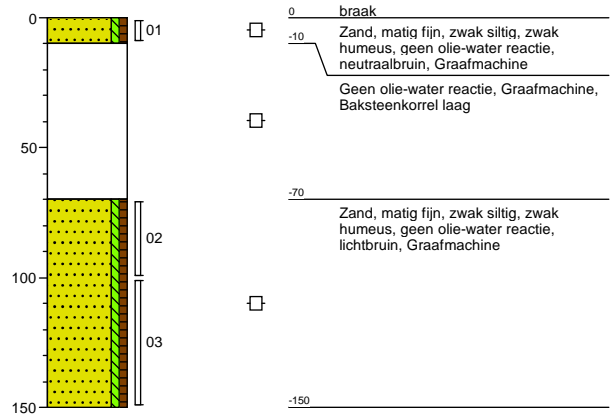 0
50
100
150
01
02
03
0
braak
Zand, matig fijn, zwak siltig, zwak
humeus, geen olie-water reactie,
neutraalbruin, Graafmachine
-10
Geen olie-water reactie, Graafmachine,
Baksteenkorrel laag
-70
Zand, matig fijn, zwak siltig, zwak
humeus, geen olie-water reactie,
lichtbruin, Graafmachine
-150